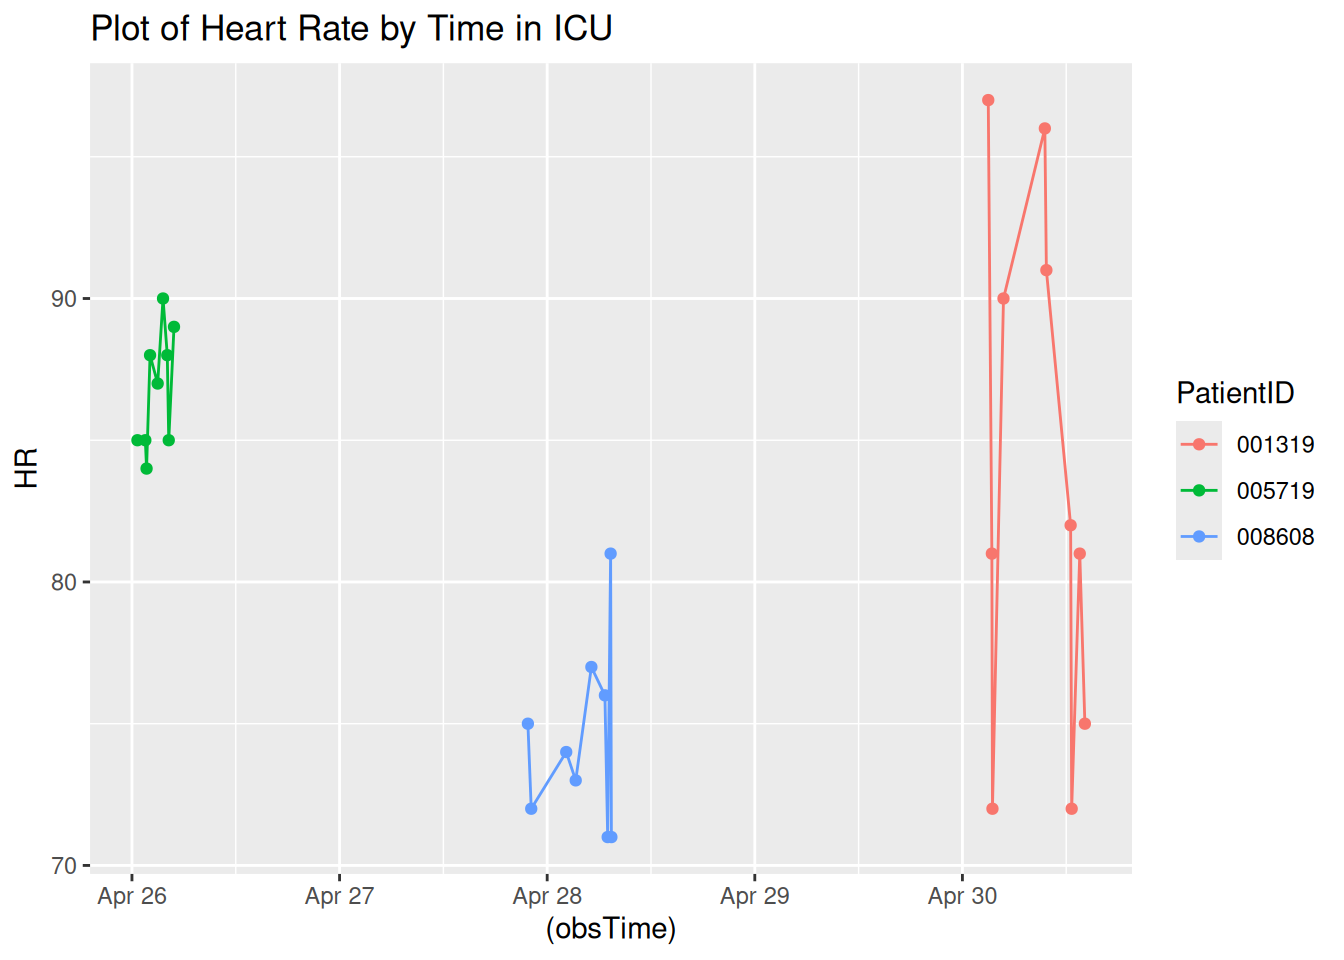 Plot of Heart Rate by Time in ICU
HR
90
80
70
Apr 26
Apr 27
Apr 28
Apr 29
Apr 30
(obsTime)
PatientID
001319
005719
008608